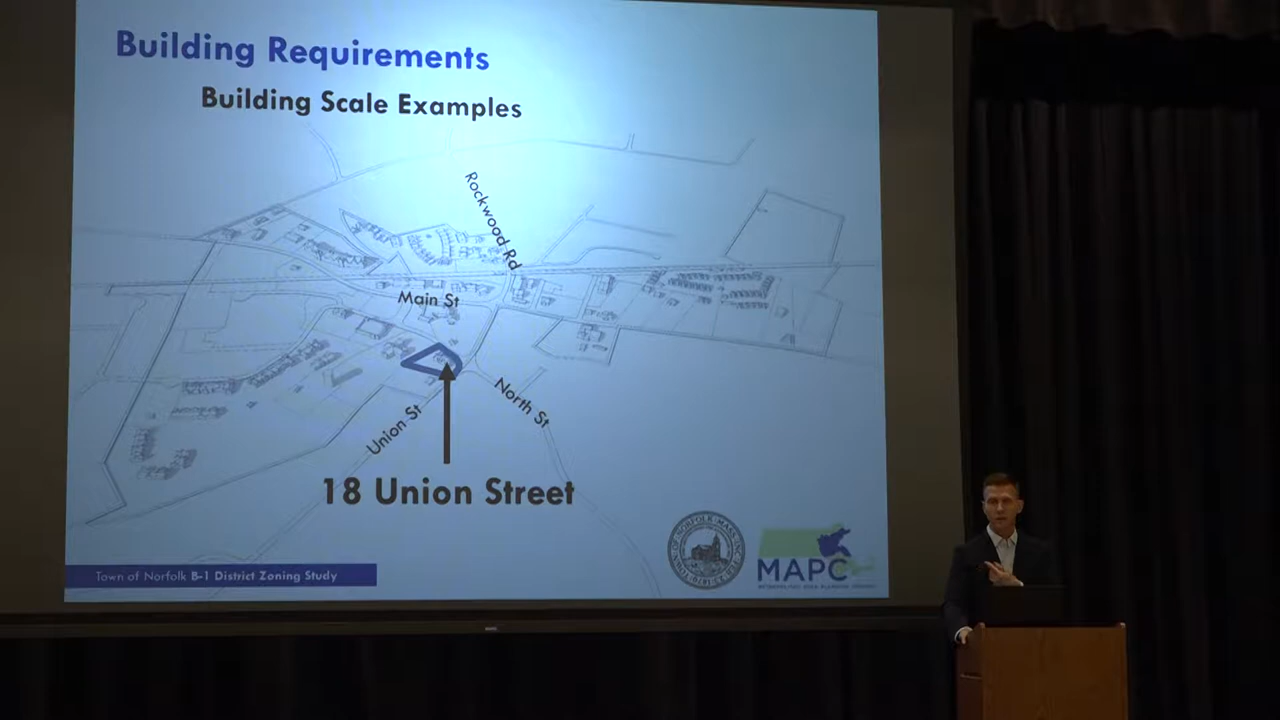 Building Requirements
Building Scale Examples
Rockwood Rd
Main St
North St
Union St
18 Union Street
Town of Norfolk B-1 District Zoning Study
MAPC